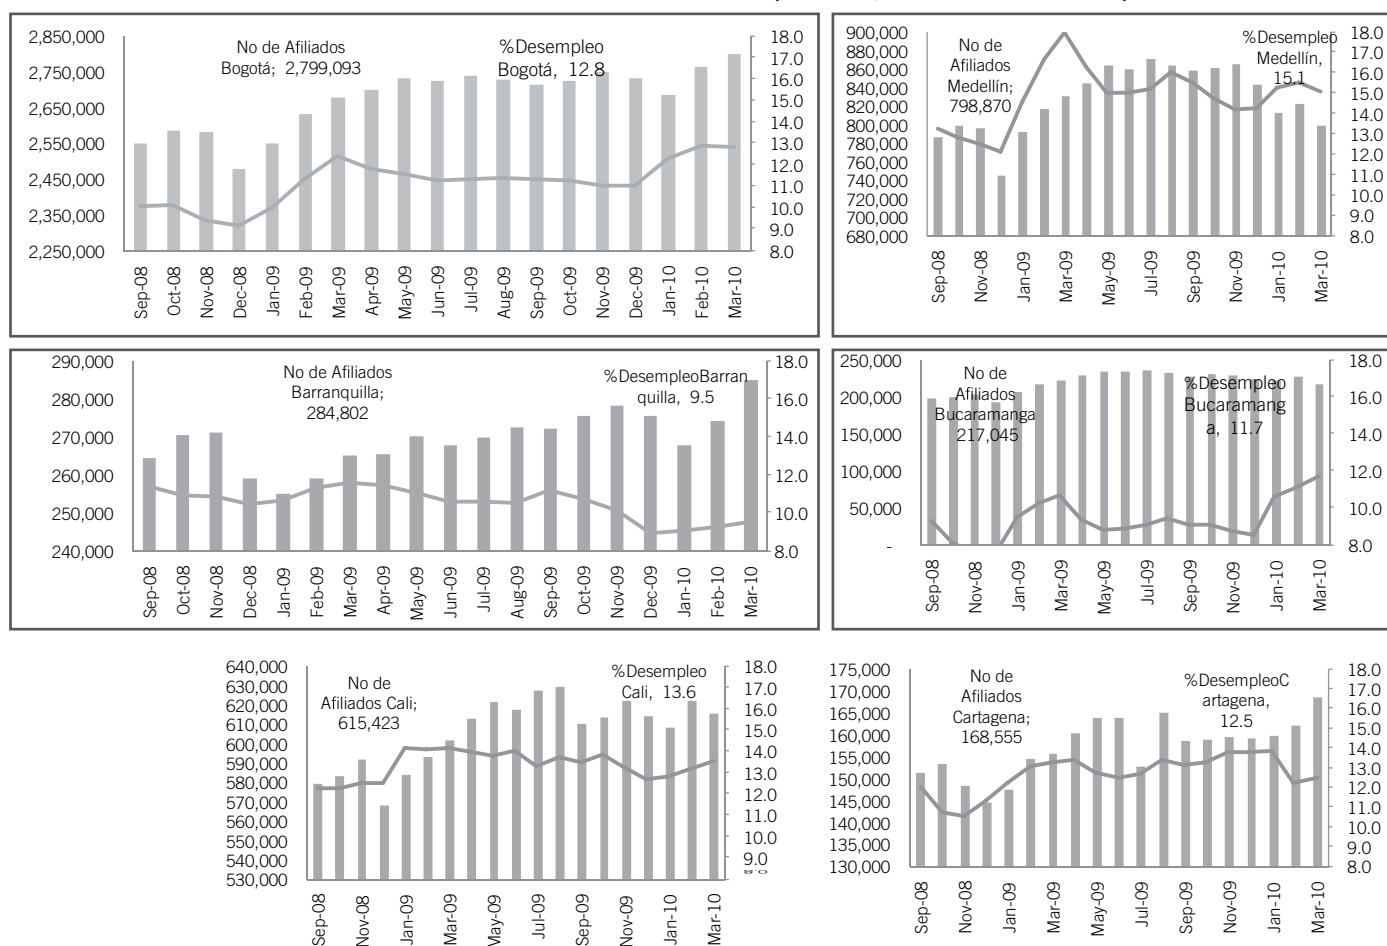 2,850,000
2,750,000
2,650,000
2,550,000
2,450,000
2,350,000
2,250,000
No de Afiliados
Bogotá; 2,799,093
%Desempleo
Bogotá, 12.8
18.0
17.0
16.0
15.0
14.0
13.0
12.0
11.0
10.0
9.0
8.0
Sep-08
Oct-08
Nov-08
Dec-08
Jan-09
Feb-09
Mar-09
Apr-09
May-09
Jun-09
Jul-09
Aug-09
Sep-09
Oct-09
Nov-09
Dec-09
Jan-10
Feb-10
Mar-10
900,000
880,000
860,000
840,000
820,000
800,000
780,000
760,000
740,000
720,000
700,000
680,000
No de
Afiliados
Medellín;
798,870
%Desempleo
Medellín,
15.1
18.0
17.0
16.0
15.0
14.0
13.0
12.0
11.0
10.0
9.0
8.0
Sep-08
Nov-08
Jan-09
Mar-09
May-09
Jul-09
Sep-09
Nov-09
Jan-10
Mar-10
290,000
280,000
270,000
260,000
250,000
240,000
No de Afiliados
Barranquilla;
284,802
%DesempleoBarran
quilla, 9.5
18.0
16.0
14.0
12.0
10.0
8.0
Sep-08
Oct-08
Nov-08
Dec-08
Jan-09
Feb-09
Mar-09
Apr-09
May-09
Jun-09
Jul-09
Aug-09
Sep-09
Oct-09
Nov-09
Dec-09
Jan-10
Feb-10
Mar-10
250,000
200,000
150,000
100,000
50,000
-
No de
Afiliados
Bucaramanga
217,045
%Desempleo
Bucaramang
a, 11.7
18.0
16.0
14.0
12.0
10.0
8.0
Sep-08
Nov-08
Jan-09
Mar-09
May-09
Jul-09
Sep-09
Nov-09
Jan-10
Mar-10
640,000
630,000
620,000
610,000
600,000
590,000
580,000
570,000
560,000
550,000
540,000
530,000
No de
Afiliados Cali;
615,423
%Desempleo
Cali, 13.6
18.0
17.0
16.0
15.0
14.0
13.0
12.0
11.0
10.0
9.0
Sep-08
Nov-08
Jan-09
Mar-09
May-09
Jul-09
Sep-09
Nov-09
Jan-10
Mar-10
175,000
170,000
165,000
160,000
155,000
150,000
145,000
140,000
135,000
130,000
No de
Afiliados
Cartagena;
168,555
%DesempleoC
artagena,
12.5
18.0
17.0
16.0
15.0
14.0
13.0
12.0
11.0
10.0
9.0
8.0
Sep-08
Nov-08
Jan-09
Mar-09
May-09
Jul-09
Sep-09
Nov-09
Jan-10
Mar-10